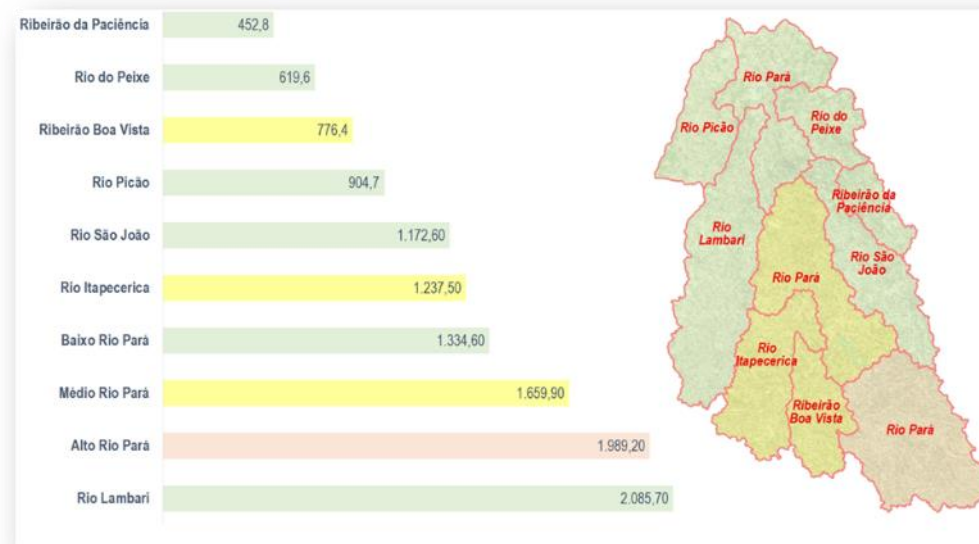 Ribeirão da Paciência 452,8
Rio do Peixe 619,6
Ribeirão Boa Vista 776,4
Rio Picão 904,7
Rio São João 1.172,60
Rio Itapecerica 1.237,50
Baixo Rio Pará 1.334,60
Médio Rio Pará 1.659,90
Alto Rio Pará 1.989,20
Rio Lambari 2.085,70
Rio Pará
Rio Picão
Rio do
Peixe
Ribeirão da
Paciência
Rio
Lambari
Rio São
João
Rio Pará
Rio
Itapecerica
Ribeirão
Boa Vista
Rio Pará